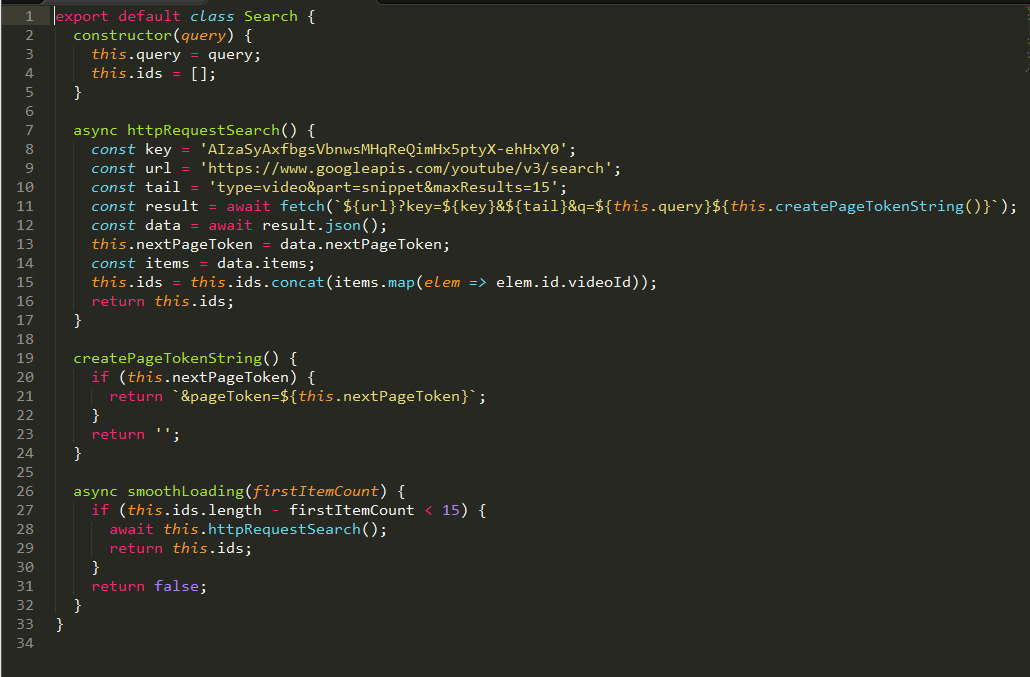 1 export default class Search {
2 constructor(query) {
3 this.query = query;
4 this.ids = [];
5 }
6
7 async httpRequestSearch() {
8 const key = 'AIzaSyAxfbgsVbnwsMHqReQimHx5ptyX-ehHxY0';
9 const url = 'https://www.googleapis.com/youtube/v3/search';
10 const tail = 'type=video&part=snippet&maxResults=15';
11 const result = await fetch(`${url}?key=${key}&${tail}&q=${this.query}${this.createPageTokenString()}`);
12 const data = await result.json();
13 this.nextPageToken = data.nextPageToken;
14 const items = data.items;
15 this.ids = this.ids.concat(items.map(elem => elem.id.videoId));
16 return this.ids;
17 }
18
19 createPageTokenString() {
20 if (this.nextPageToken) {
21 return `&pageToken=${this.nextPageToken}`;
22 }
23 return '';
24 }
25
26 async smoothLoading(firstItemCount) {
27 if (this.ids.length - firstItemCount < 15) {
28 await this.httpRequestSearch();
29 return this.ids;
30 }
31 return false;
32 }
33 }
34